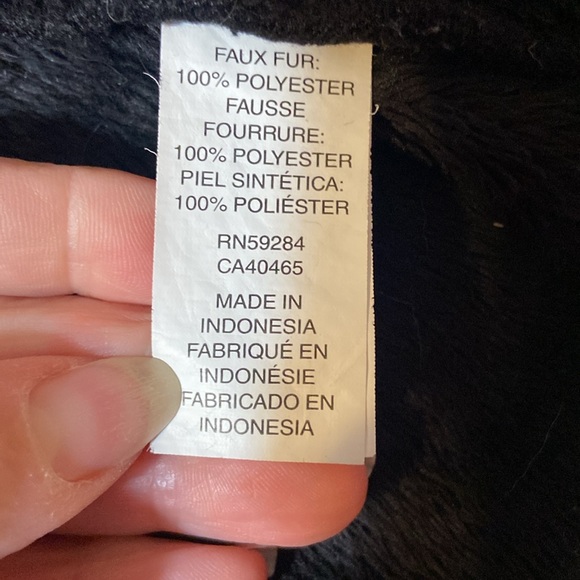 FAUX FUR:
100% POLYESTER
FAUSSE
FOURRURE:
100% POLYESTER
PIEL SINTÉTICA:
100% POLIÉSTER
RN59284
CA40465
MADE IN
INDONESIA
FABRIQUÉ EN
INDONÉSIE
FABRICADO EN
INDONESIA